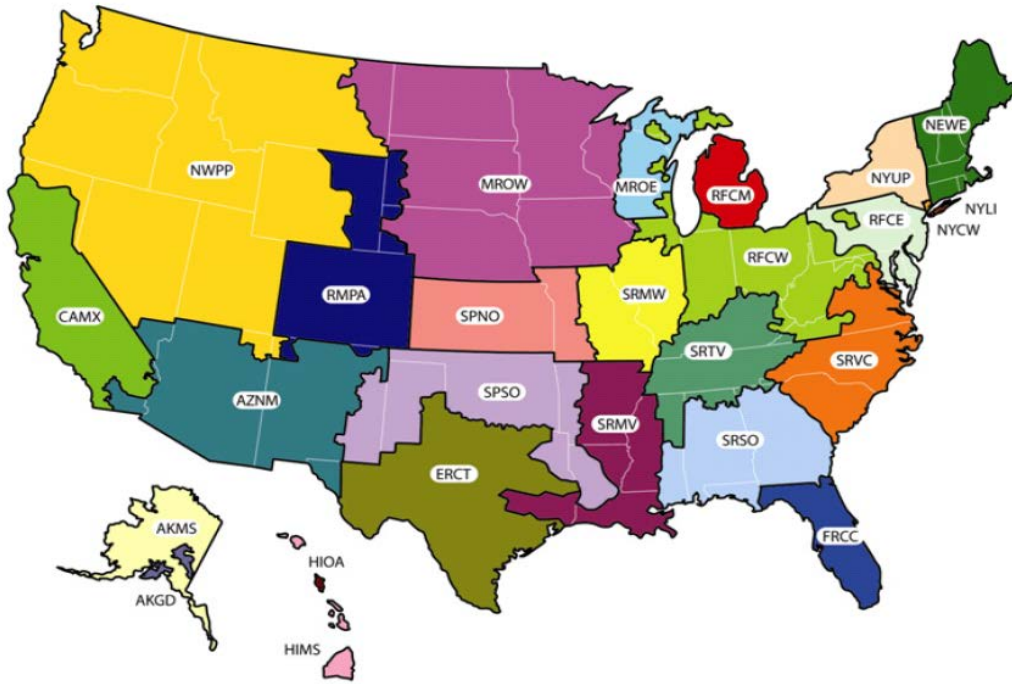 NEWE
NWPP
MROW
MROE
RFCM
NYUP
NYLI
RFCE
NYCW
RFCW
RMPA
SRMW
CAMX
SPNO
SRTV
SRVC
AZNM
SPSO
SRMV
SRSO
ERCT
AKMS
FRCC
HIOA
AKGD
HIMS